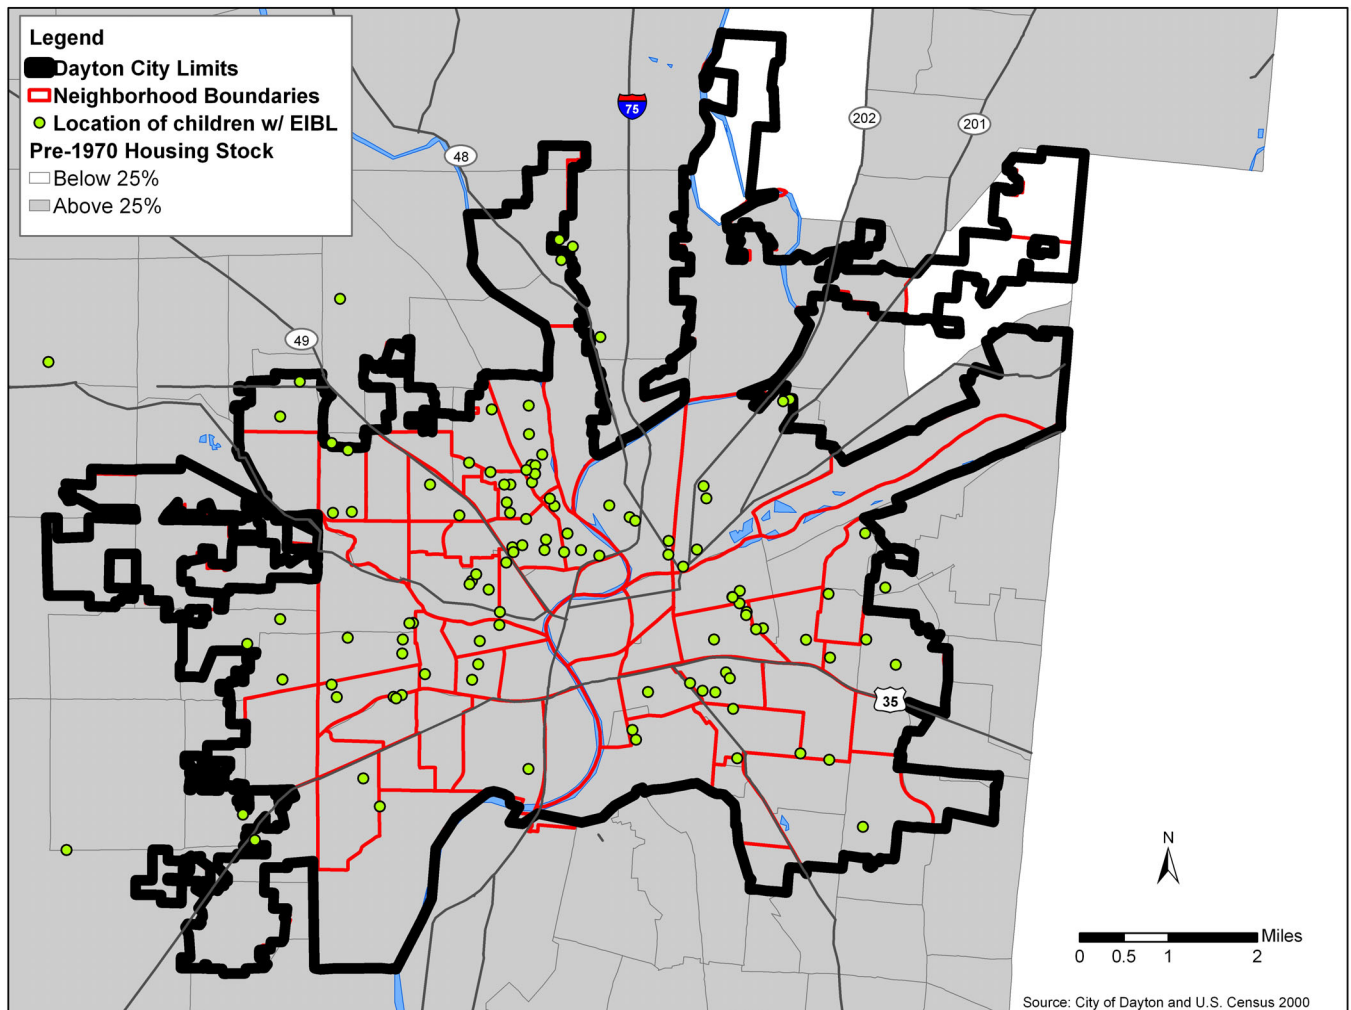 Legend
Dayton City Limits
Neighborhood Boundaries
Location of children w/ EIBL
Pre-1970 Housing Stock
Below 25%
Above 25%
75
202
201
48
49
35
N
Miles
0 0.5 1 2
Source: City of Dayton and U.S. Census 2000